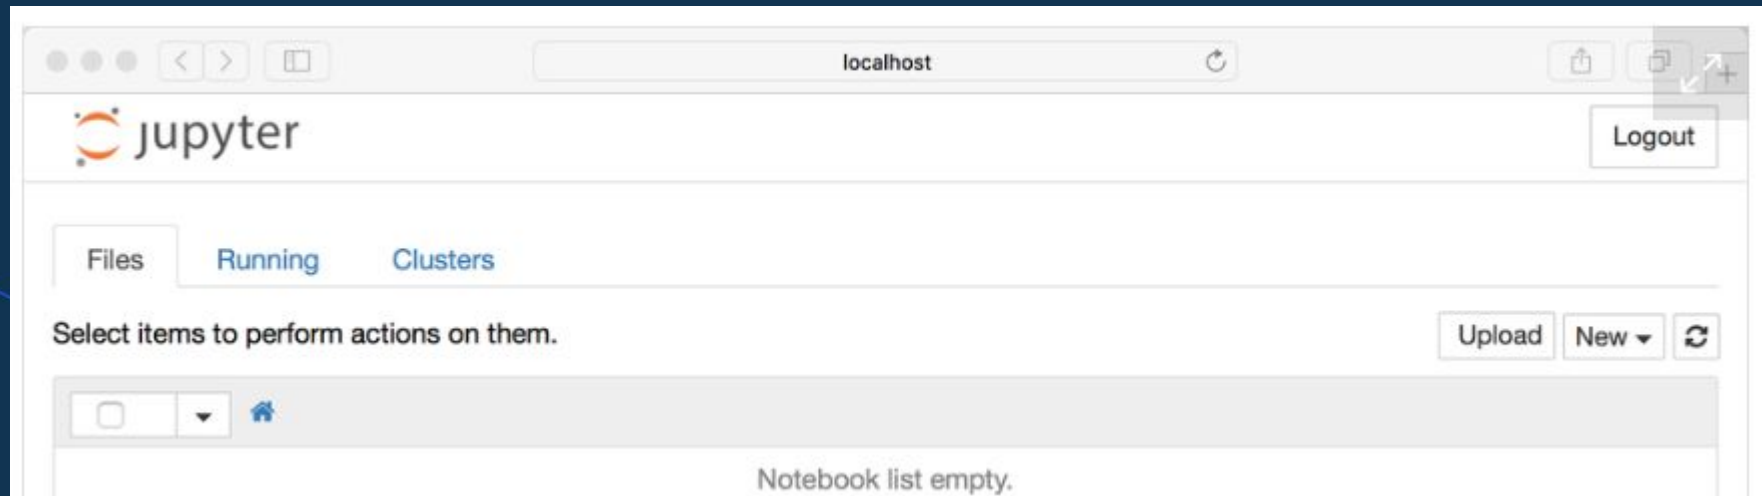 localhost
jupyter
Logout
Files Running Clusters
Select items to perform actions on them.
Upload New
Notebook list empty.